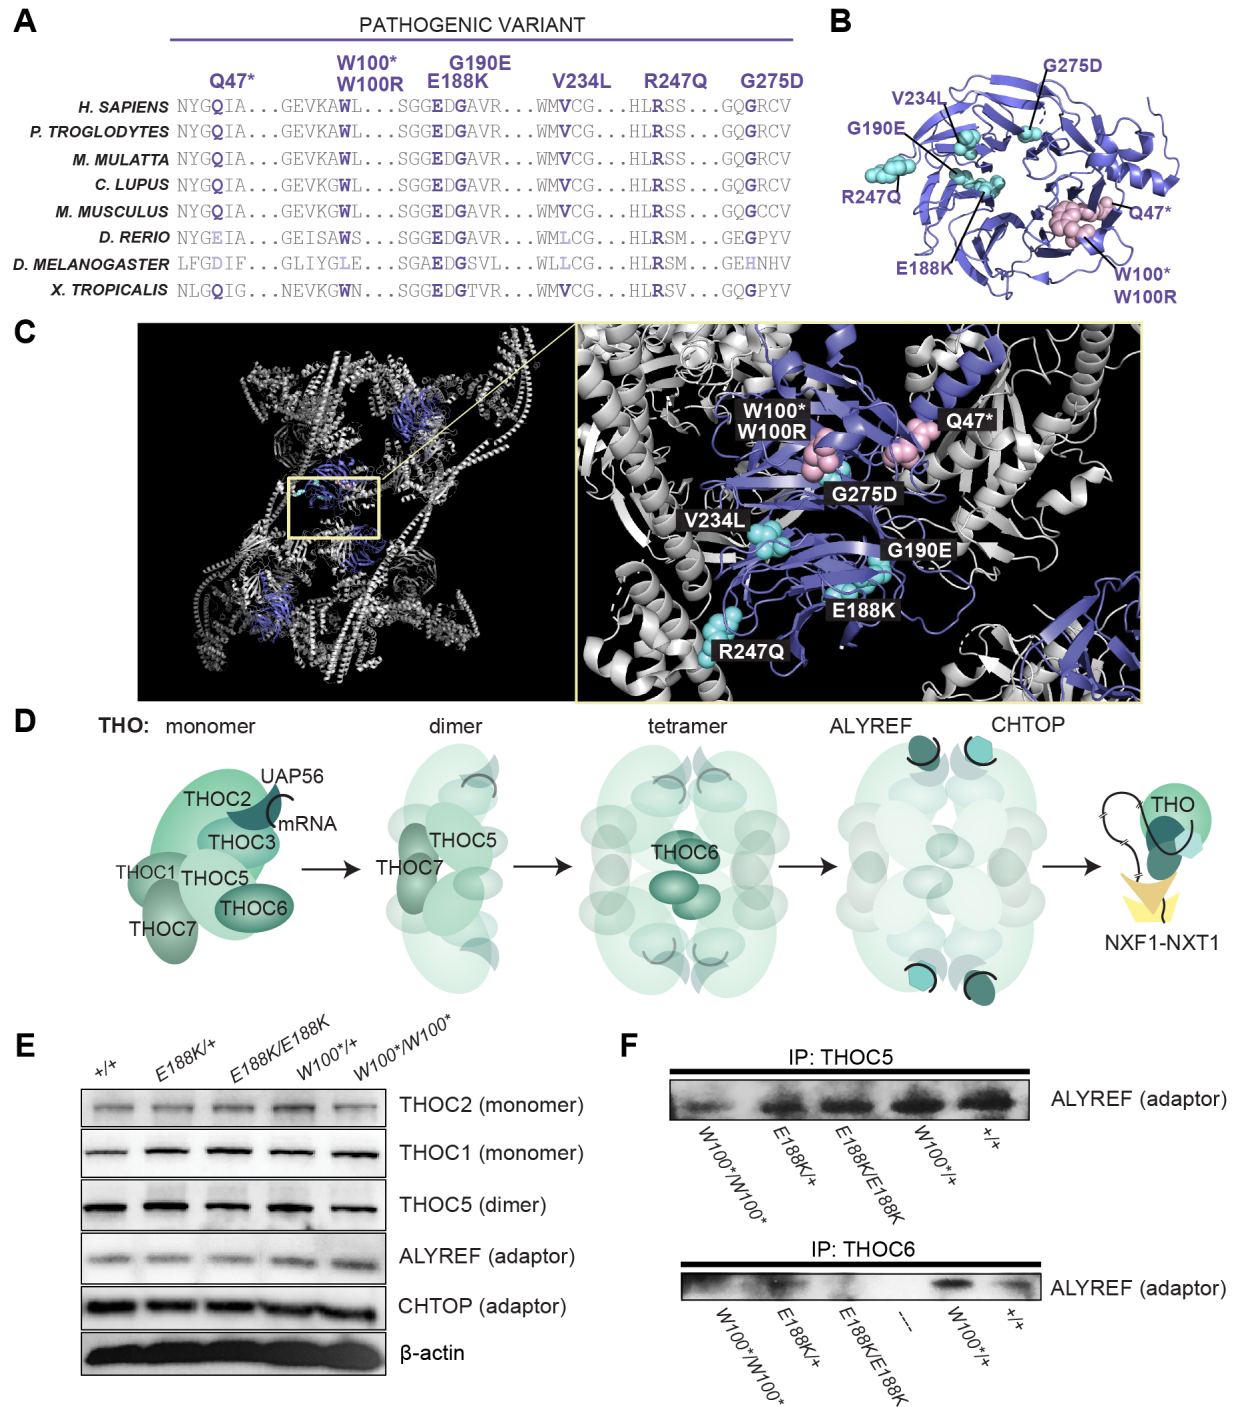 A
PATHOGENIC VARIANT
Q47*
W100*
W100R
G190E
E188K
V234L
R247Q
G275D
H. SAPIENS NYGQIA...GEVKAWL...SGGEDGAVR...WMVCG...HLRSS...GQGRCV
P. TROGLODYTES NYGQIA...GEVKAWL...SGGEDGAVR...WMVCG...HLRSS...GQGRCV
M. MULATTA NYGQIA...GEVKAWL...SGGEDGAVR...WMVCG...HLRSS...GQGRCV
C. LUPUS NYGQIA...GEVKAWL...SGGEDGAVR...WMVCG...HLRSS...GQGRCV
M. MUSCULUS NYGQIA...GEVKGWL...SGGEDGAVR...WMVCG...HLRSS...GQGCCV
D. RERIO NYGEIA...GEISAWS...SGGEDGAVR...WMLCG...HLRSM...GEGPYV
D. MELANOGASTER LFGDIF...GLIYGLE...SGAEDGSVL...WLLCG...HLRSM...GEHNHV
X. TROPICALIS NLGQIG...NEVKGWN...SGGEDGTVR...WMVCG...HLRSV...GQGPYV
B
G275D
V234L
G190E
R247Q
E188K
Q47*
W100*
W100R
C
W100*
W100R
Q47*
G275D
V234L
G190E
E188K
R247Q
D
THO: monomer
dimer
tetramer
ALYREF
CHTOP
UAP56
THOC2
mRNA
THOC3
THOC1
THOC5
THOC6
THOC7
THOC5
THOC7
THOC6
THO
NXF1-NXT1
E
+/+
E188K/+
E188K/E188K
W100*/+
W100*/W100*
THOC2 (monomer)
THOC1 (monomer)
THOC5 (dimer)
ALYREF (adaptor)
CHTOP (adaptor)
β-actin
F
IP: THOC5
ALYREF (adaptor)
W100*/W100*
E188K/+
E188K/E188K
W100*/+
+/+
IP: THOC6
ALYREF (adaptor)
W100*/W100*
E188K/+
E188K/E188K
----
W100*/+
+/+